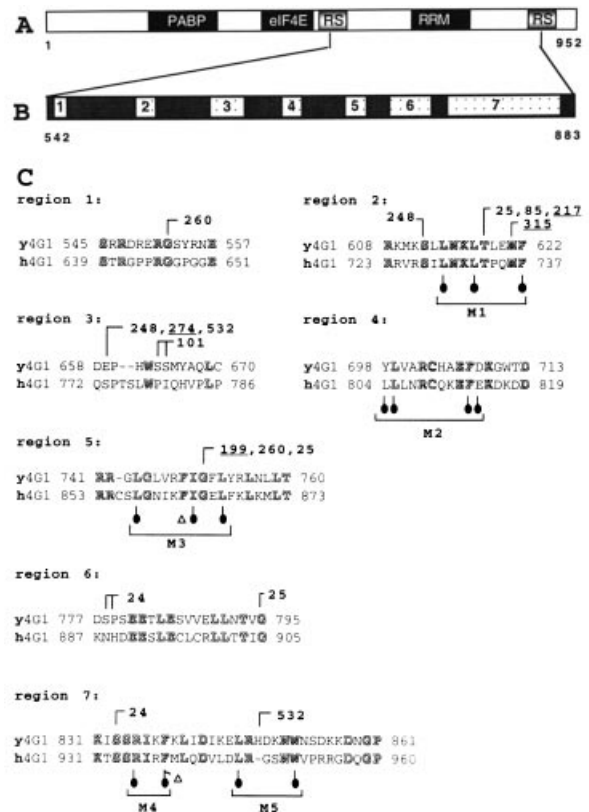 A
PABP eIF4E RS RRM RS
1 952
B
1 2 3 4 5 6 7
542 883
C
region 1:
260
y4G1 545 SRRDRERGSYRNE 557
h4G1 639 STRGPPRGGPGGE 651
region 2:
25,85,217
248 315
y4G1 608 RKMKSLLNKLTLEMF 622
h4G1 723 RRVRSILNKLTPQMF 737
M1
region 3:
248,274,532
101
y4G1 658 DEP--HWSSMYAQLC 670
h4G1 772 QSPTSLWPIQHVPLP 786
region 4:
y4G1 698 YLVARCHAEFDKGWTD 713
h4G1 804 LLLNRCQKEFEKDKDD 819
M2
region 5:
199,260,25
y4G1 741 RR-GLGLVRFIGFLYRLNLLT 760
h4G1 853 RRCSLGNIKFIGELFKLKMLT 873
M3
region 6:
24 25
y4G1 777 DSPSEETLESVVELLNTVG 795
h4G1 887 KNHDEESLECLCRLLTTIG 905
region 7:
24 532
y4G1 831 KISSRIKFKLIDIKELRHDKNWNSDKKDNGP 861
h4G1 931 KTSSRIRFMLQDVLDLR-GSNWVPRRGDQGP 960
M4 M5